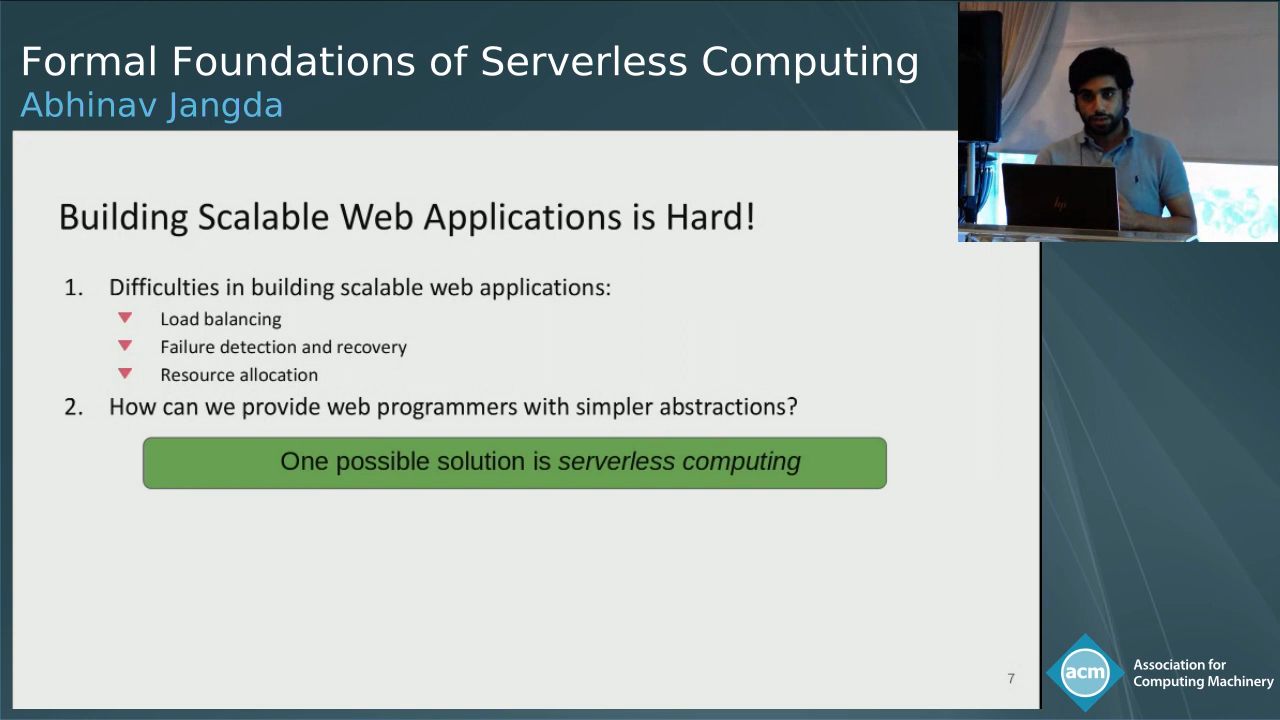 Formal Foundations of Serverless Computing
Abhinav Jangda
Building Scalable Web Applications is Hard!
1. Difficulties in building scalable web applications:
Load balancing
Failure detection and recovery
Resource allocation
2. How can we provide web programmers with simpler abstractions?
One possible solution is serverless computing
7
hp
acm
Association for
Computing Machinery